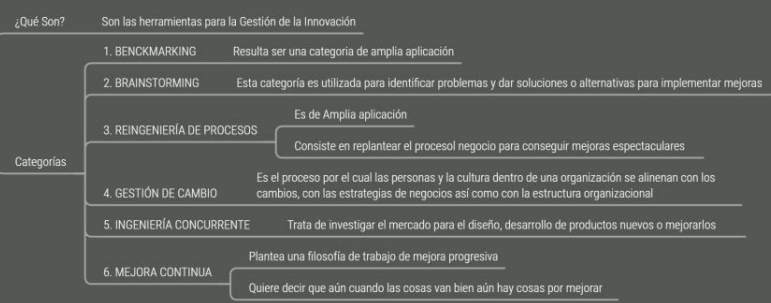 ¿Qué Son?
Son las herramientas para la Gestión de la Innovación
Categorías
1. BENCKMARKING
Resulta ser una categoria de amplia aplicación
2. BRAINSTORMING
Esta categoría es utilizada para identificar problemas y dar soluciones o alternativas para implementar mejoras
3. REINGENIERÍA DE PROCESOS
Es de Amplia aplicación
Consiste en replantear el procesol negocio para conseguir mejoras espectaculares
4. GESTIÓN DE CAMBIO
Es el proceso por el cual las personas y la cultura dentro de una organización se alinenan con los
cambios, con las estrategias de negocios así como con la estructura organizacional
5. INGENIERÍA CONCURRENTE
Trata de investigar el mercado para el diseño, desarrollo de productos nuevos o mejorarlos
6. MEJORA CONTINUA
Plantea una filosofía de trabajo de mejora progresiva
Quiere decir que aún cuando las cosas van bien aún hay cosas por mejorar